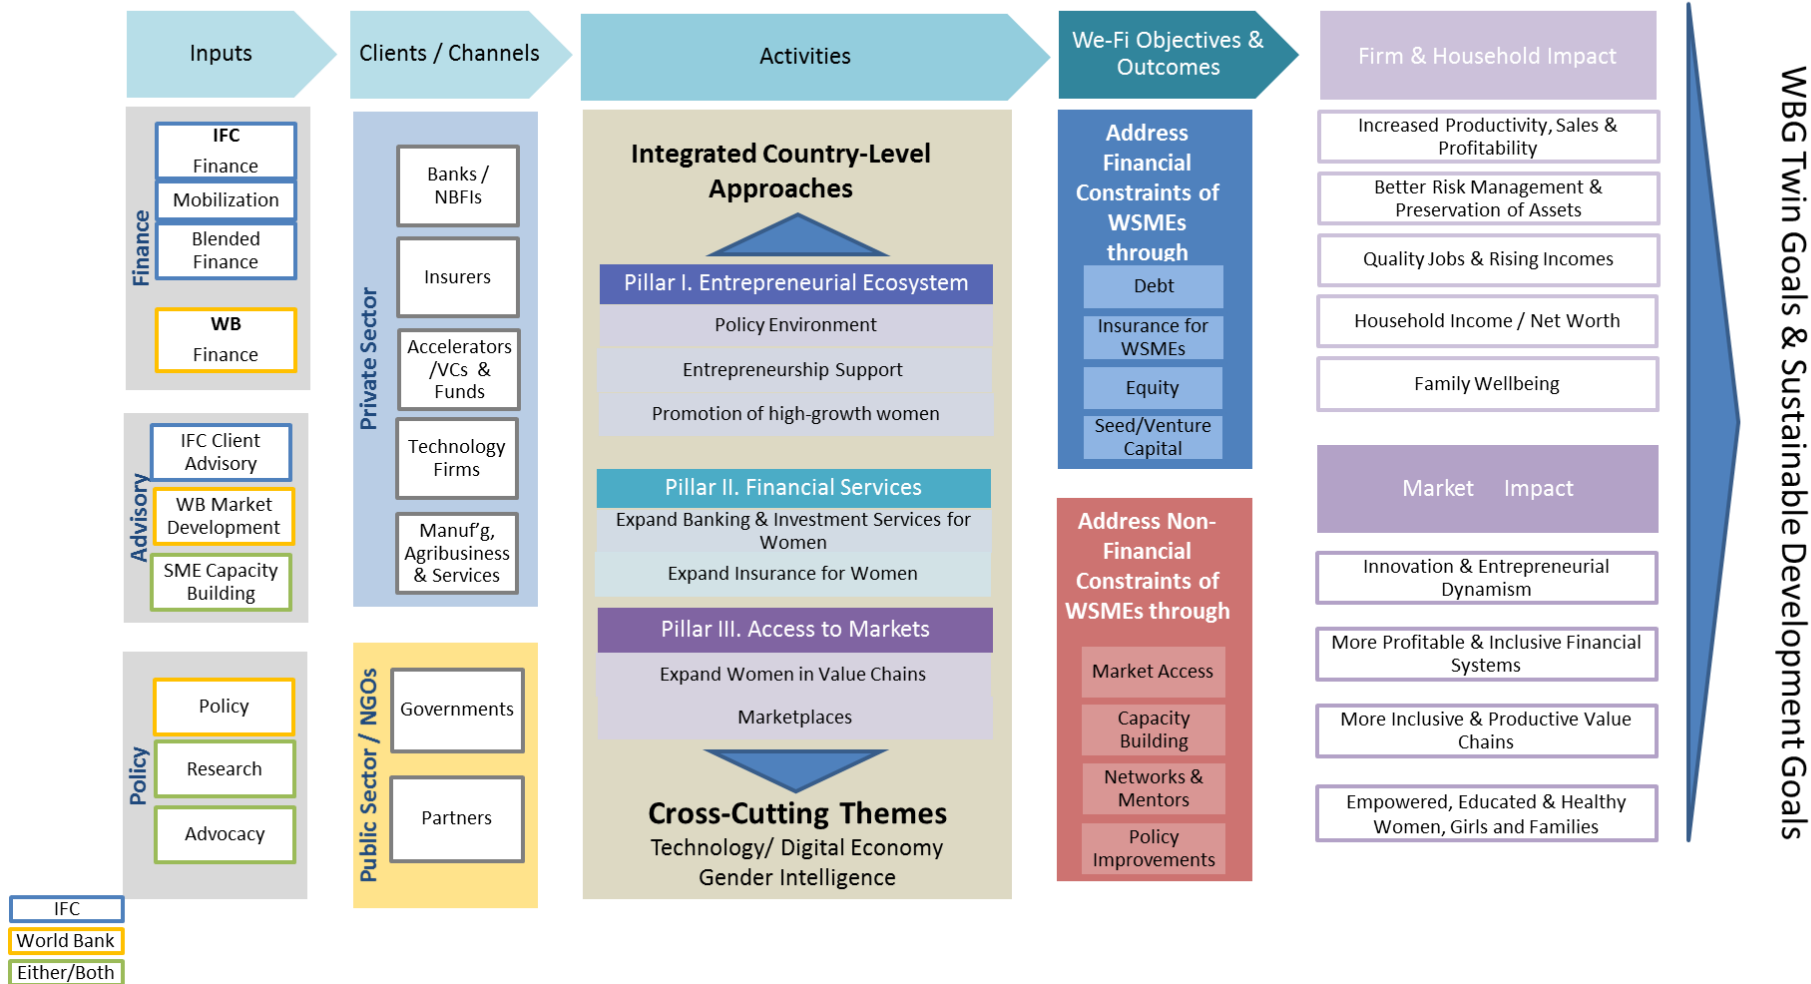 Inputs
Clients / Channels
Activities
We-Fi Objectives &
Outcomes
Firm & Household Impact
Finance
IFC
Finance
Mobilization
Blended
Finance
WB
Finance
Advisory
IFC Client
Advisory
WB Market
Development
SME Capacity
Building
Policy
Policy
Research
Advocacy
IFC
World Bank
Either/Both
Private Sector
Banks /
NBFIs
Insurers
Accelerators
/VCs & 
Funds
Technology
Firms
Manuf'g,
Agribusiness
& Services
Public Sector / NGOs
Governments
Partners
Integrated Country-Level
Approaches
Pillar I. Entrepreneurial Ecosystem
Policy Environment
Entrepreneurship Support
Promotion of high-growth women
Pillar II. Financial Services
Expand Banking & Investment Services for
Women
Expand Insurance for Women
Pillar III. Access to Markets
Expand Women in Value Chains
Marketplaces
Cross-Cutting Themes
Technology/ Digital Economy
Gender Intelligence
Address
Financial
Constraints of
WSMEs
through
Debt
Insurance for
WSMEs
Equity
Seed/Venture
Capital
Address Non-
Financial
Constraints of
WSMEs through
Market Access
Capacity
Building
Networks &
Mentors
Policy
Improvements
Increased Productivity, Sales &
Profitability
Better Risk Management &
Preservation of Assets
Quality Jobs & Rising Incomes
Household Income / Net Worth
Family Wellbeing
Market Impact
Innovation & Entrepreneurial
Dynamism
More Profitable & Inclusive Financial
Systems
More Inclusive & Productive Value
Chains
Empowered, Educated & Healthy
Women, Girls and Families
WBG Twin Goals & Sustainable Development Goals